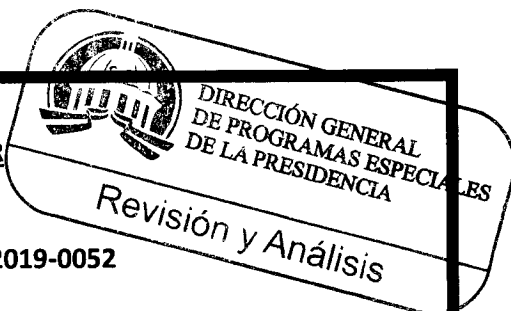 DIRECCIÓN GENERAL
DE PROGRAMAS ESPECIALES
DE LA PRESIDENCIA
Revisión y Análisis
2019-0052